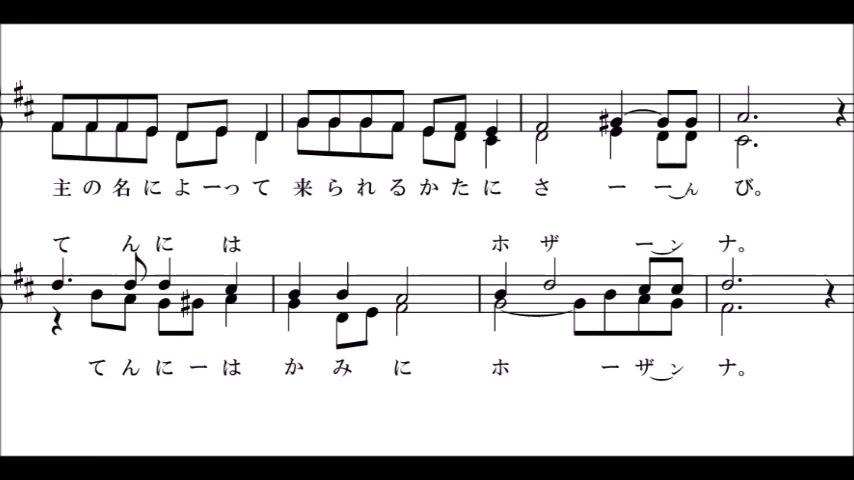 主の名によーって来られるかたにさーーんび。
てんにはホザーンナ。
てんにーはかみにホーザンナ。